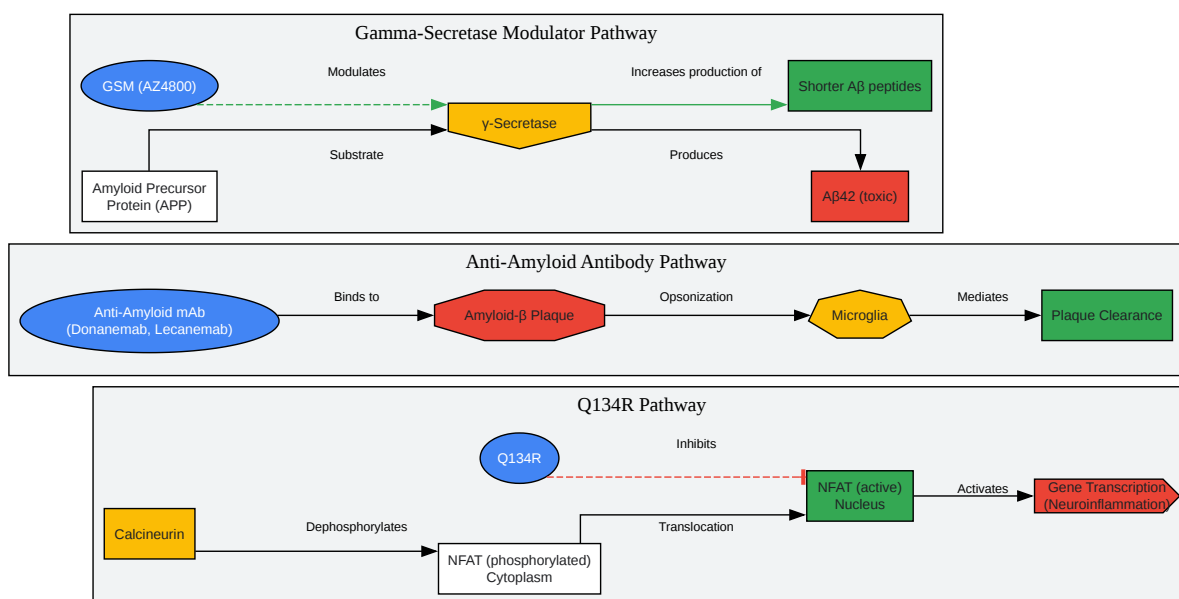 Gamma-Secretase Modulator Pathway
GSM (AZ4800)
Modulates
Increases production of
Shorter Aβ peptides
γ-Secretase
Substrate
Produces
Amyloid Precursor
Protein (APP)
Aβ42 (toxic)
Anti-Amyloid Antibody Pathway
Anti-Amyloid mAb
(Donanemab, Lecanemab)
Binds to
Amyloid-β Plaque
Opsonization
Microglia
Mediates
Plaque Clearance
Q134R Pathway
Q134R
Inhibits
NFAT (active)
Nucleus
Activates
Gene Transcription
(Neuroinflammation)
Calcineurin
Dephosphorylates
Translocation
NFAT (phosphorylated)
Cytoplasm